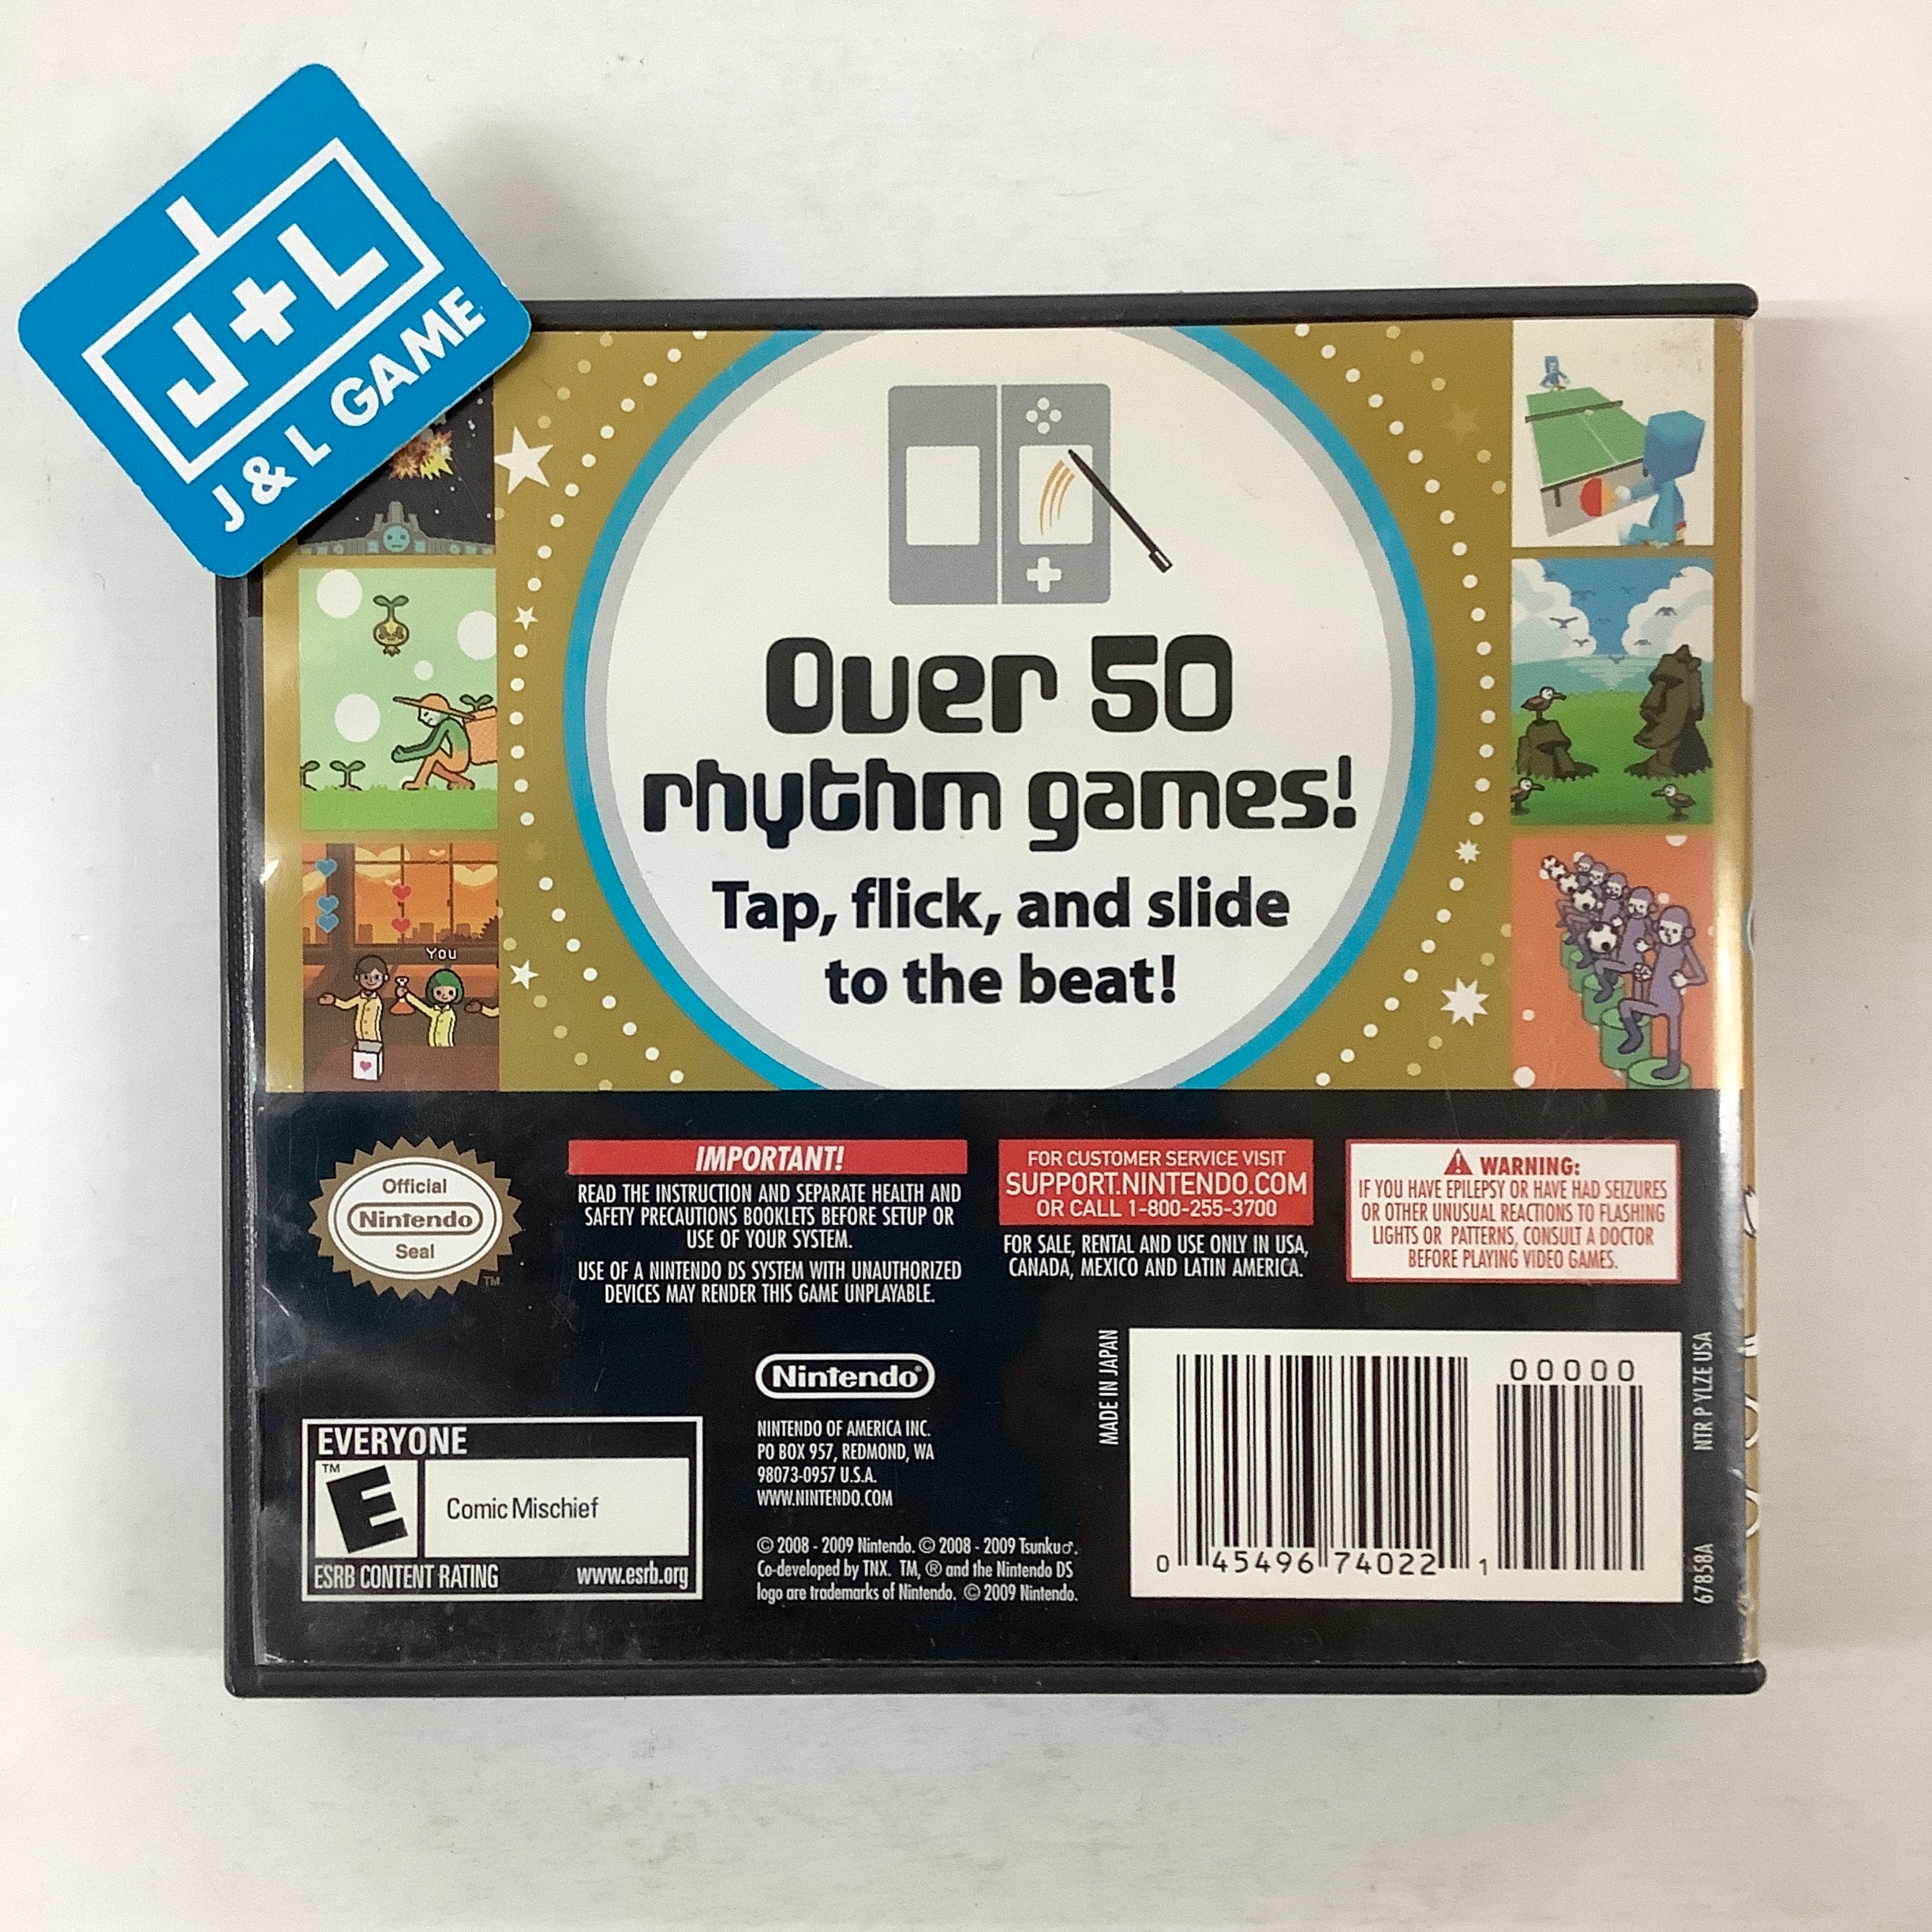 J+L
J & L GAME
Over 50
rhythm games!
Tap, flick, and slide
to the beat!
You
Official
Nintendo
Seal
TM
IMPORTANT!
READ THE INSTRUCTION AND SEPARATE HEALTH AND
SAFETY PRECAUTIONS BOOKLETS BEFORE SETUP OR
USE OF YOUR SYSTEM.
USE OF A NINTENDO DS SYSTEM WITH UNAUTHORIZED
DEVICES MAY RENDER THIS GAME UNPLAYABLE.
FOR CUSTOMER SERVICE VISIT
SUPPORT.NINTENDO.COM
OR CALL 1-800-255-3700
FOR SALE, RENTAL AND USE ONLY IN USA,
CANADA, MEXICO AND LATIN AMERICA.
WARNING:
IF YOU HAVE EPILEPSY OR HAVE HAD SEIZURES
OR OTHER UNUSUAL REACTIONS TO FLASHING
LIGHTS OR PATTERNS, CONSULT A DOCTOR
BEFORE PLAYING VIDEO GAMES.
EVERYONE
TM
E
Comic Mischief
ESRB CONTENT RATING www.esrb.org
Nintendo®
NINTENDO OF AMERICA INC.
PO BOX 957, REDMOND, WA
98073-0957 U.S.A.
WWW.NINTENDO.COM
© 2008 - 2009 Nintendo. © 2008 - 2009 Tsunku♂.
Co-developed by TNX. TM, ® and the Nintendo DS
logo are trademarks of Nintendo. © 2009 Nintendo.
MADE IN JAPAN
00000
0 45496 74022 1
NTR P YLZE USA
67858A